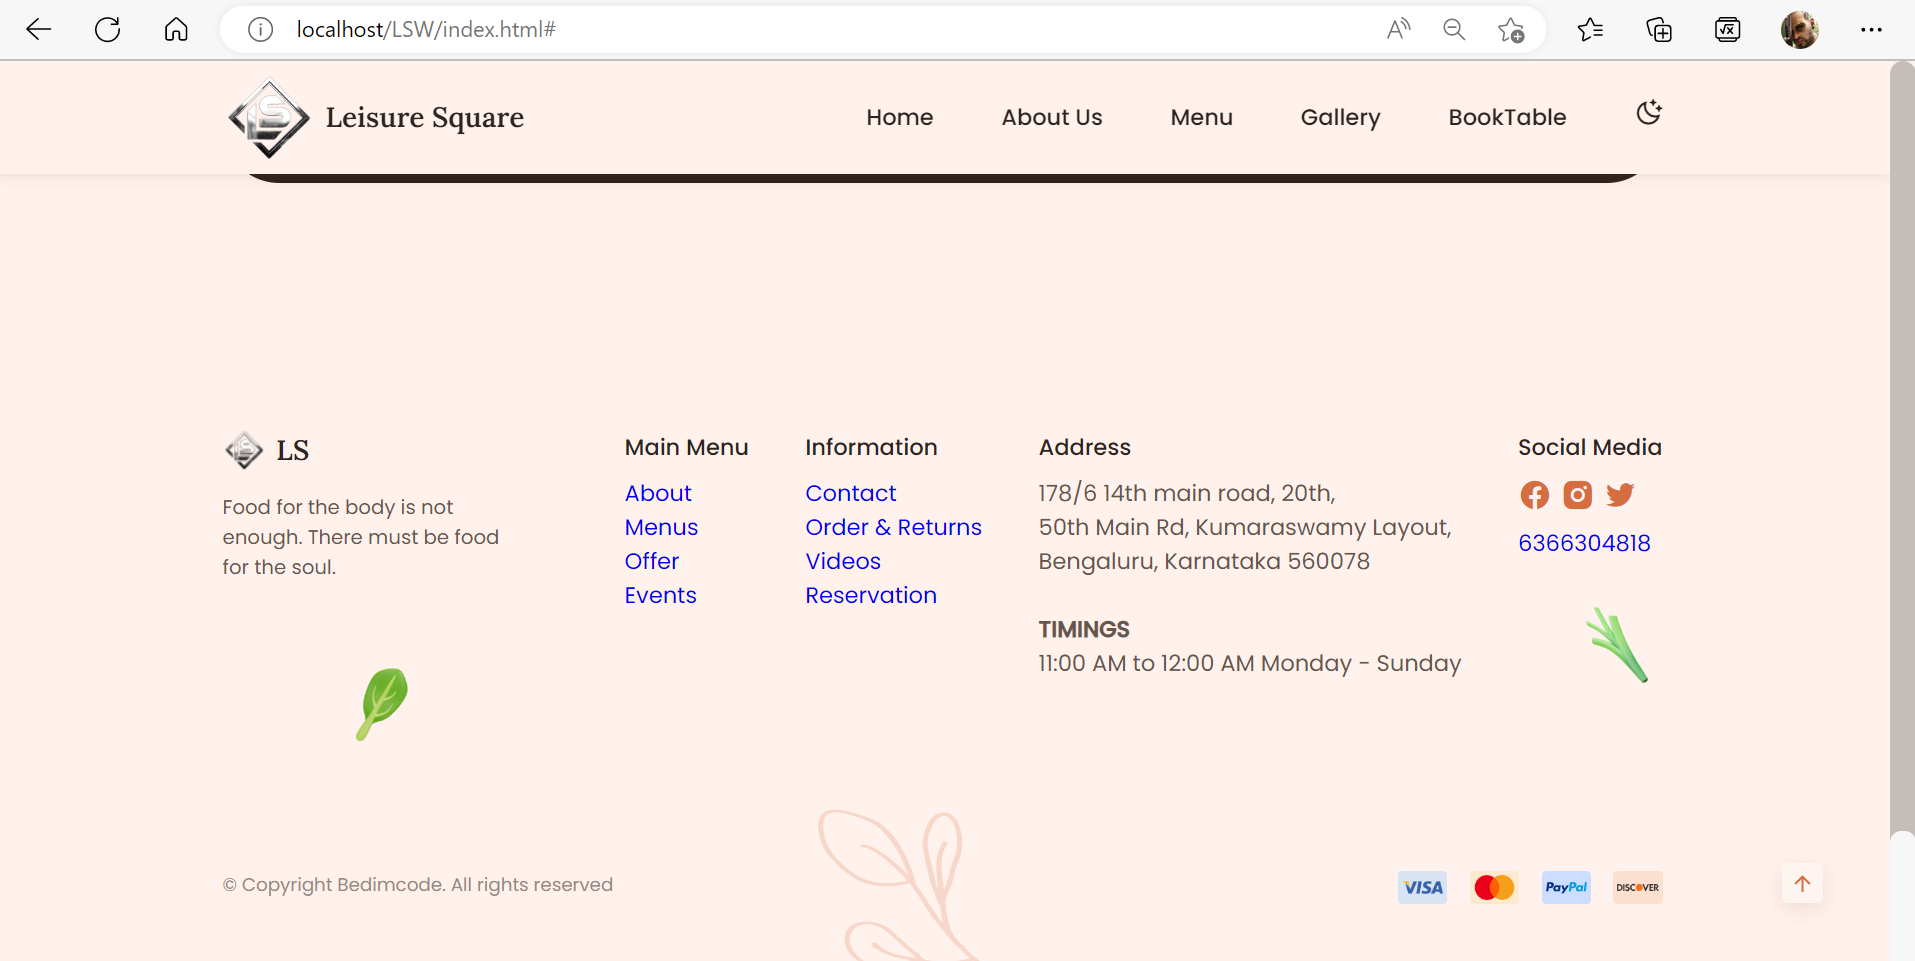 localhost/LSW/index.html#
LS
Leisure Square
Home
About Us
Menu
Gallery
BookTable
LS
Food for the body is not
enough. There must be food
for the soul.
Main Menu
About
Menus
Offer
Events
Information
Contact
Order & Returns
Videos
Reservation
Address
178/6 14th main road, 20th,
50th Main Rd, Kumaraswamy Layout,
Bengaluru, Karnataka 560078
TIMINGS
11:00 AM to 12:00 AM Monday - Sunday
Social Media
6366304818
© Copyright Bedimcode. All rights reserved
VISA
PayPal
DISCOVER